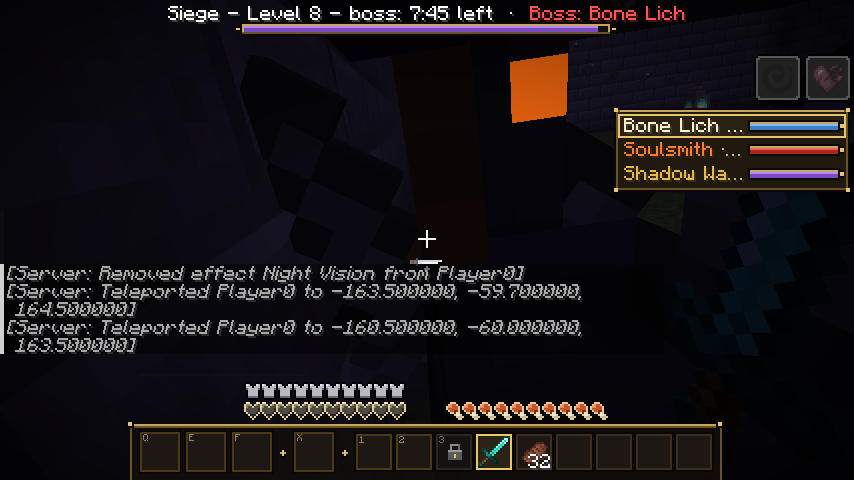 Siege – Level 8 – boss: 7:45 left · Boss: Bone Lich
Bone Lich ...
Soulsmith ·...
Shadow Wa...
[Server: Removed effect Night Vision from Player0]
[Server: Teleported Player0 to -163.500000, -59.700000,
164.500000]
[Server: Teleported Player0 to -160.500000, -60.000000,
163.500000]
Q E F X 1 2 3
32